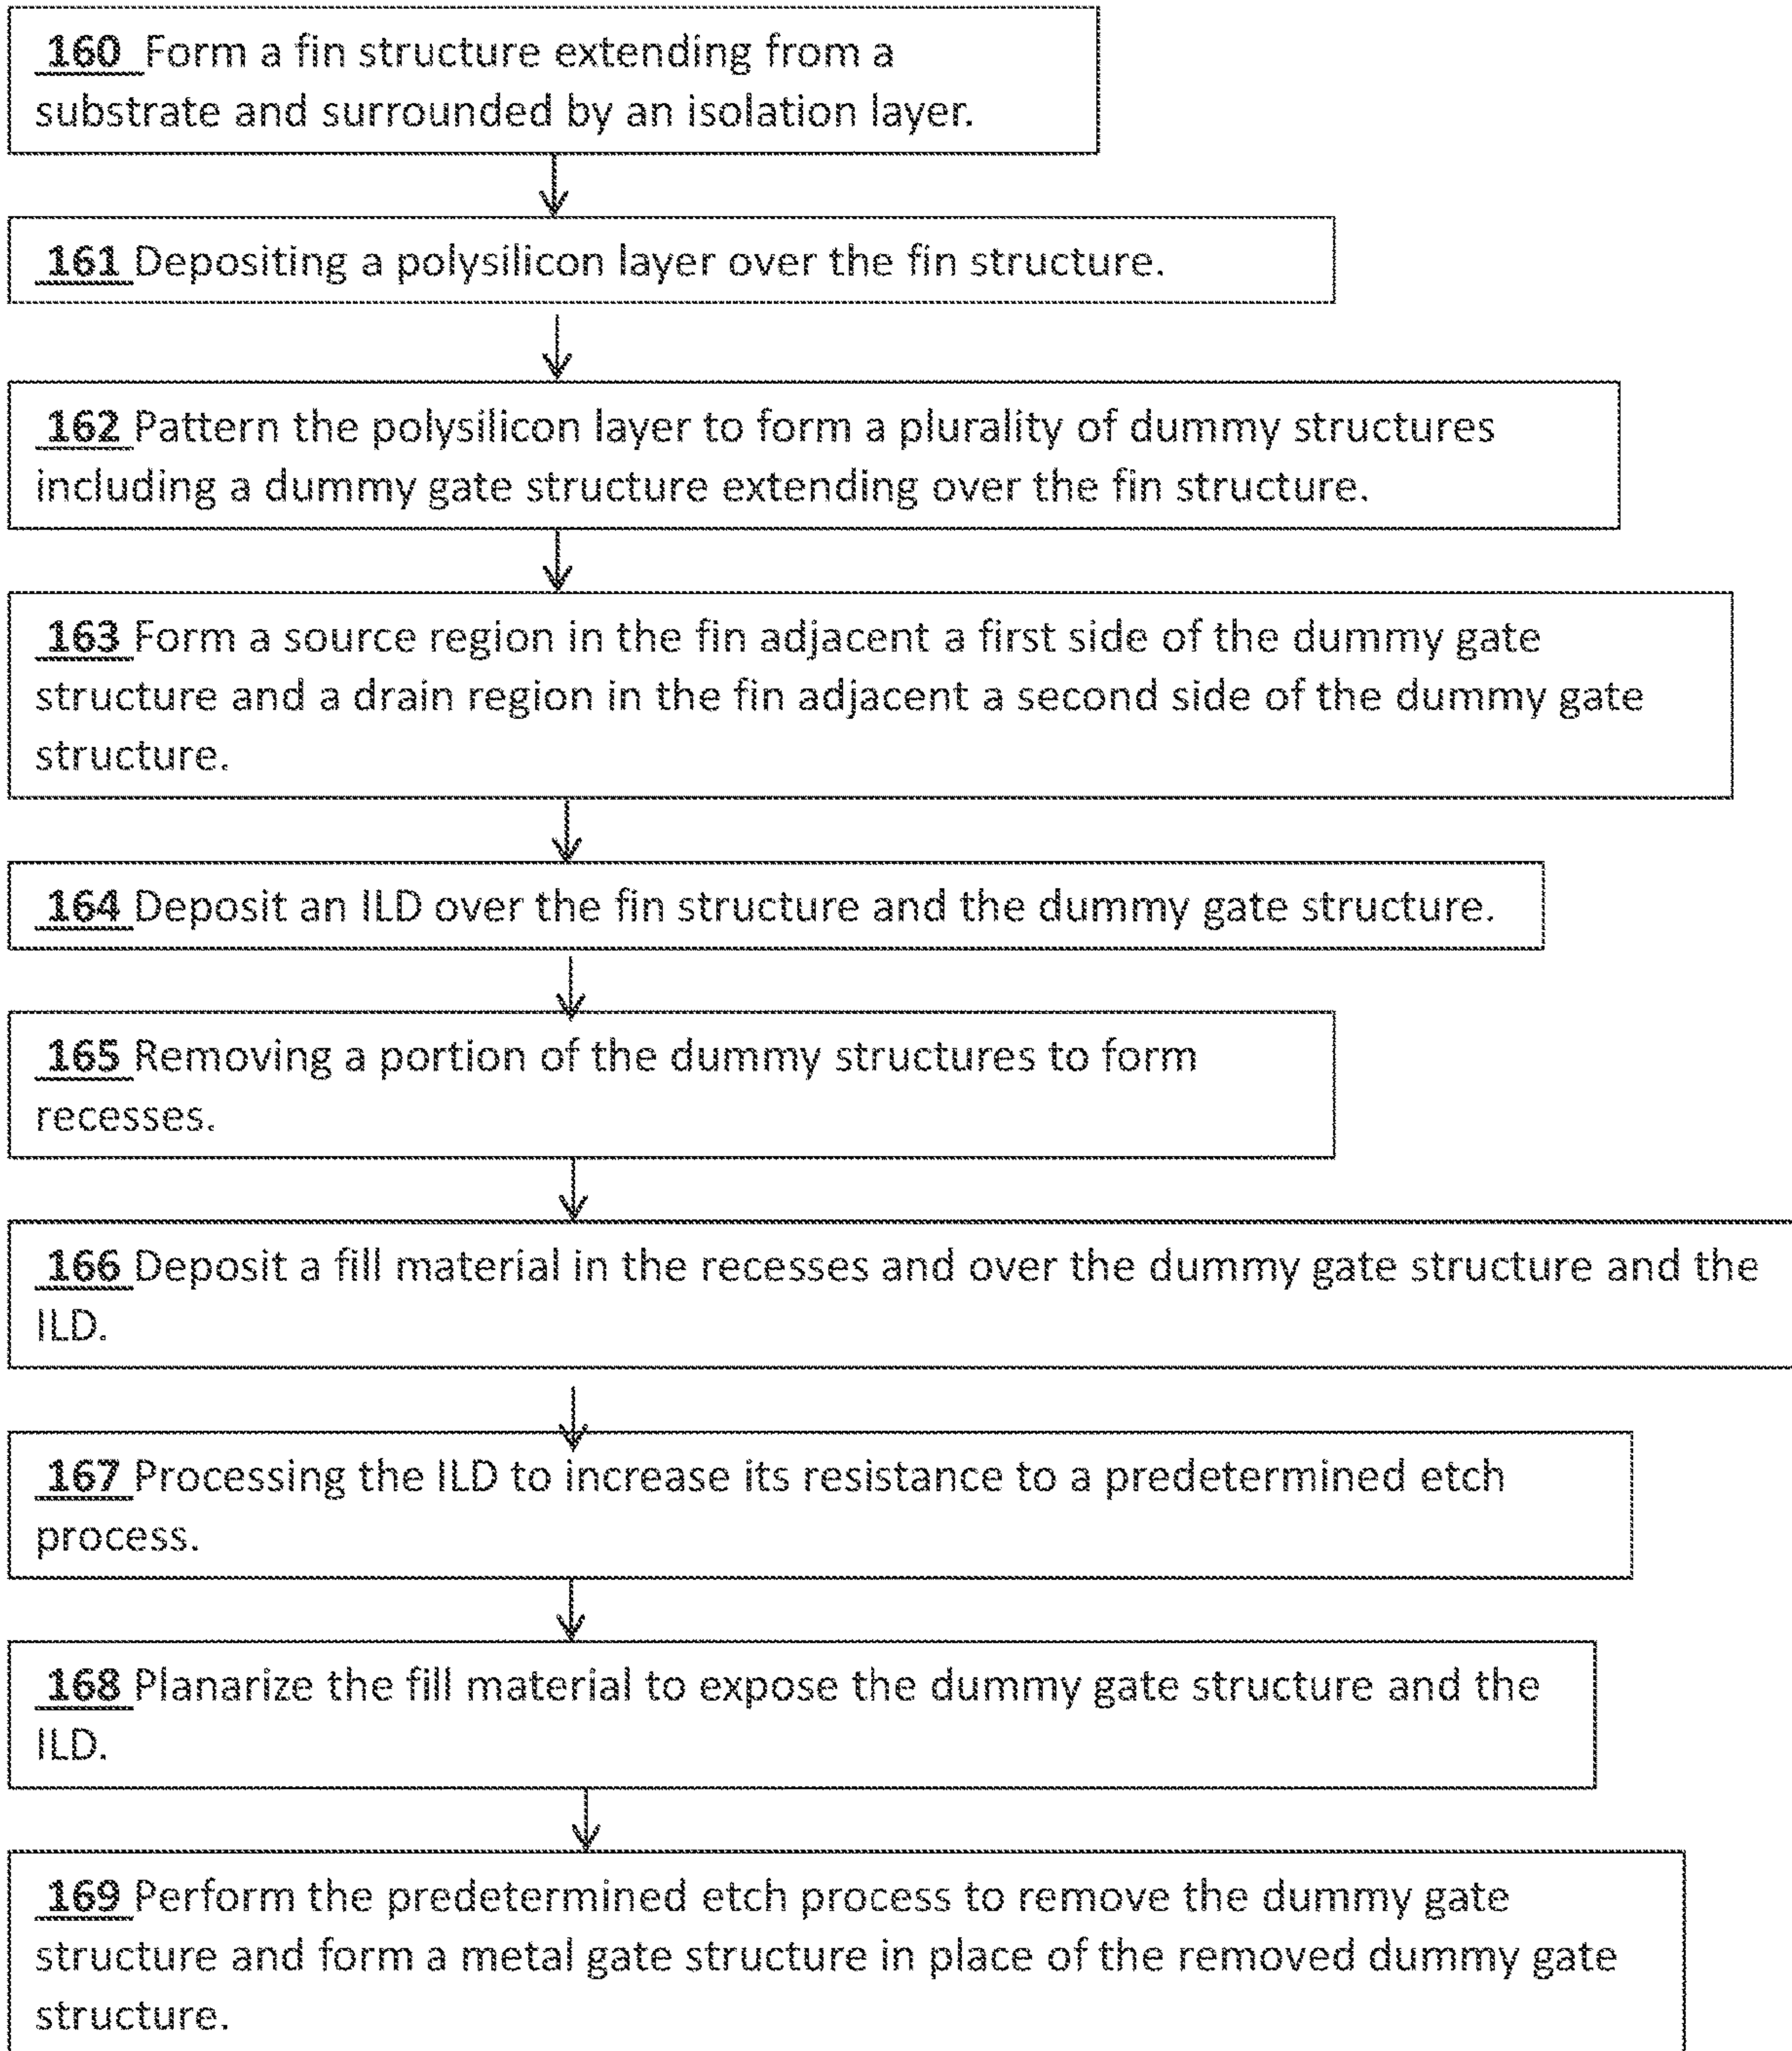 160 Form a fin structure extending from a
substrate and surrounded by an isolation layer.
161 Depositing a polysilicon layer over the fin structure.
162 Pattern the polysilicon layer to form a plurality of dummy structures
including a dummy gate structure extending over the fin structure.
163 Form a source region in the fin adjacent a first side of the dummy gate
structure and a drain region in the fin adjacent a second side of the dummy gate
structure.
164 Deposit an ILD over the fin structure and the dummy gate structure.
165 Removing a portion of the dummy structures to form
recesses.
166 Deposit a fill material in the recesses and over the dummy gate structure and the
ILD.
167 Processing the ILD to increase its resistance to a predetermined etch
process.
168 Planarize the fill material to expose the dummy gate structure and the
ILD.
169 Perform the predetermined etch process to remove the dummy gate
structure and form a metal gate structure in place of the removed dummy gate
structure.